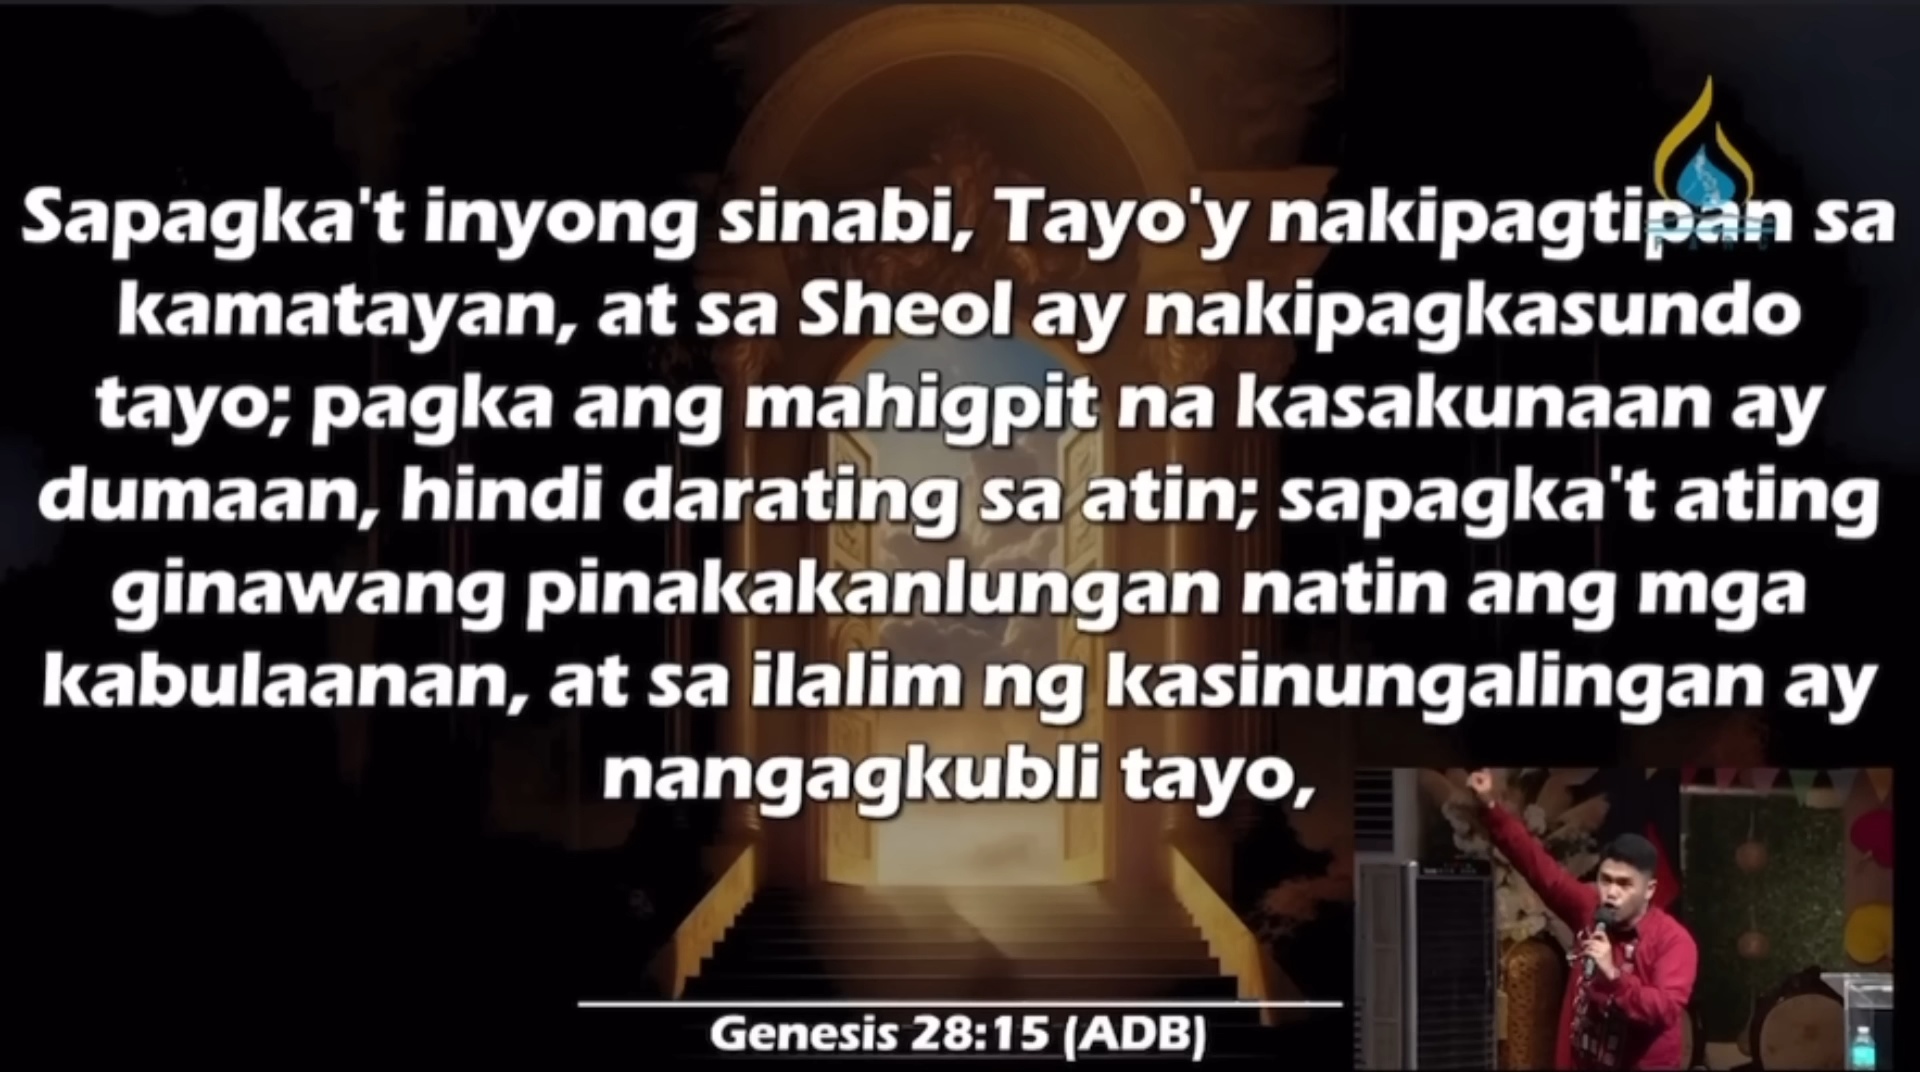 Sapagka't inyong sinabi, Tayo'y nakipagtipan sa
kamatayan, at sa Sheol ay nakipagkasundo
tayo; pagka ang mahigpit na kasakunaan ay
dumaan, hindi darating sa atin; sapagka't ating
ginawang pinakakanlungan natin ang mga
kabulaanan, at sa ilalim ng kasinungalingan ay
nangagkubli tayo,
Genesis 28:15 (ADB)